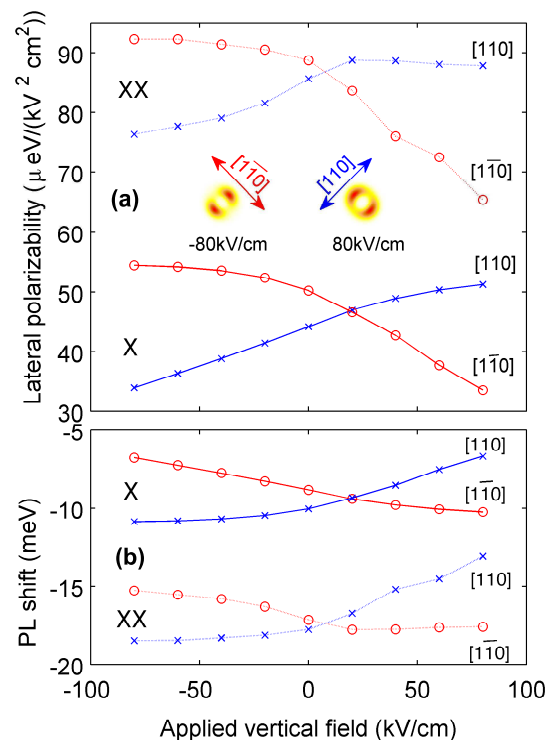 Lateral polarizability (μ eV/(kV² cm²))
90
80
70
60
50
40
30
XX
[110]
[11̅0]
(a)
[11̅0]
[110]
-80kV/cm
80kV/cm
[110]
X
[11̅0]
PL shift (meV)
-5
-10
-15
-20
[110]
X
[11̅0]
(b)
[110]
XX
[11̅0]
-100
-50
0
50
100
Applied vertical field (kV/cm)